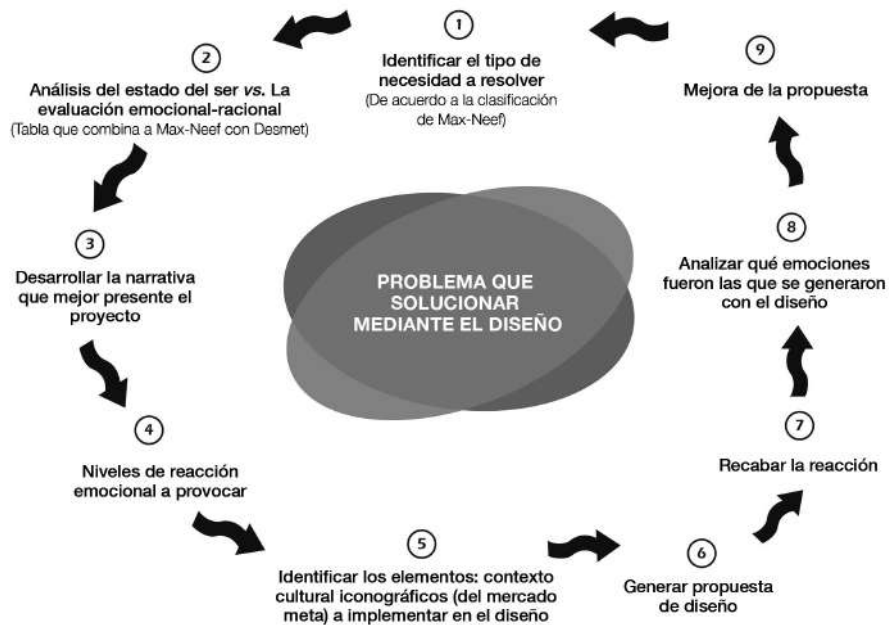 1
Identificar el tipo de
necesidad a resolver
(De acuerdo a la clasificación
de Max-Neef)
2
Análisis del estado del ser vs. La
evaluación emocional-racional
(Tabla que combina a Max-Neef con Desmet)
3
Desarrollar la narrativa
que mejor presente el
proyecto
4
Niveles de reacción
emocional a provocar
5
Identificar los elementos: contexto
cultural iconográficos (del mercado
meta) a implementar en el diseño
6
Generar propuesta
de diseño
7
Recabar la reacción
8
Analizar qué emociones
fueron las que se generaron
con el diseño
9
Mejora de la propuesta
PROBLEMA QUE
SOLUCIONAR
MEDIANTE EL DISEÑO